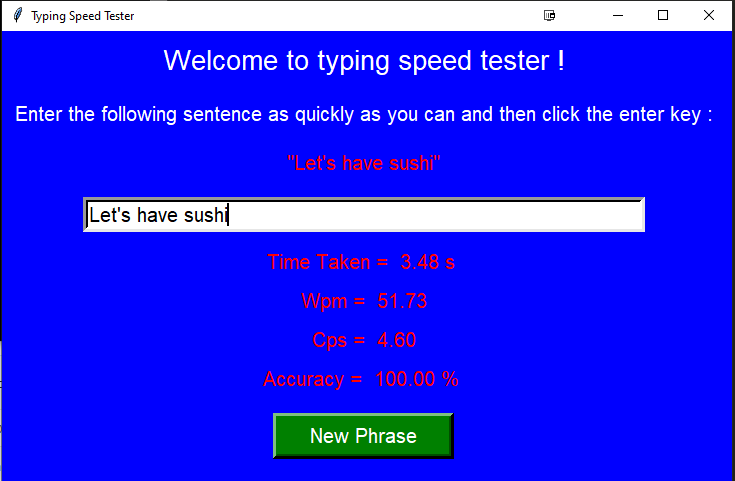 Typing Speed Tester
Welcome to typing speed tester !
Enter the following sentence as quickly as you can and then click the enter key :
"Let's have sushi"
Let's have sushi
Time Taken = 3.48 s
Wpm = 51.73
Cps = 4.60
Accuracy = 100.00 %
New Phrase